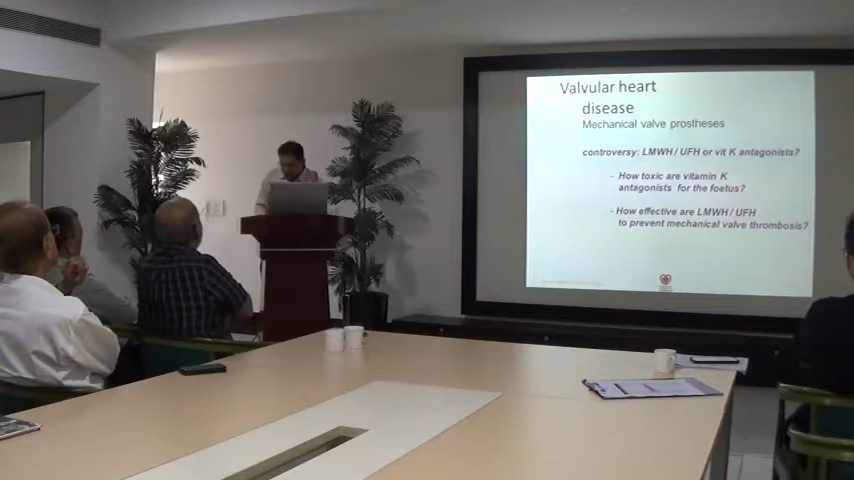 Valvular heart
disease
Mechanical valve prostheses
controversy: LMWH / UFH or vit K antagonists?
- How toxic are vitamin K
antagonists for the foetus?
- How effective are LMWH / UFH
to prevent mechanical valve thrombosis?